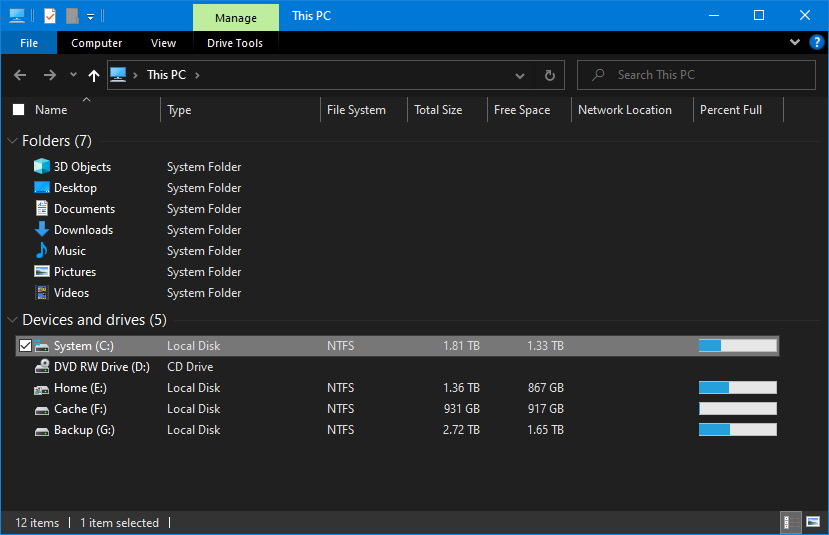 Manage This PC
File Computer View Drive Tools ?
This PC Search This PC
Name Type File System Total Size Free Space Network Location Percent Full
Folders (7)
3D Objects System Folder
Desktop System Folder
Documents System Folder
Downloads System Folder
Music System Folder
Pictures System Folder
Videos System Folder
Devices and drives (5)
System (C:) Local Disk NTFS 1.81 TB 1.33 TB
DVD RW Drive (D:) CD Drive
Home (E:) Local Disk NTFS 1.36 TB 867 GB
Cache (F:) Local Disk NTFS 931 GB 917 GB
Backup (G:) Local Disk NTFS 2.72 TB 1.65 TB
12 items 1 item selected